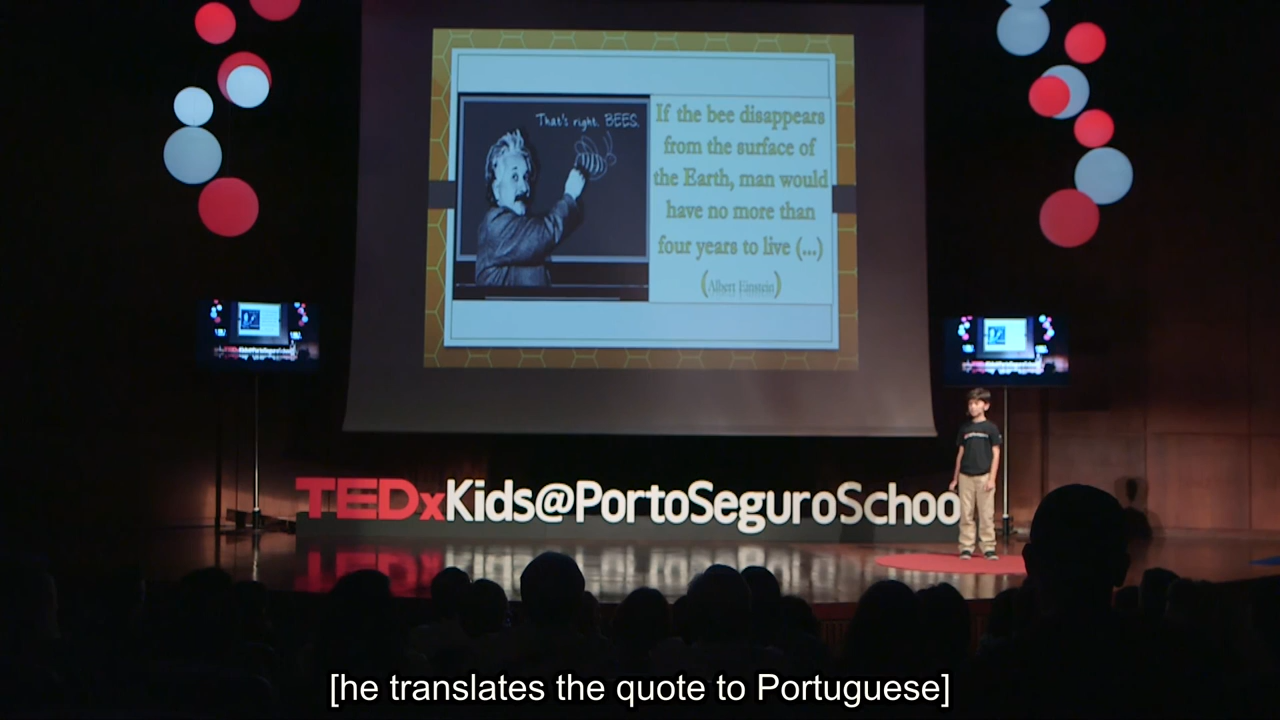 That's right. BEES.
If the bee disappears
from the surface of
the Earth, man would
have no more than
four years to live (...)
(Albert Einstein)
TEDxKids@PortoSeguroSchoo
[he translates the quote to Portuguese]